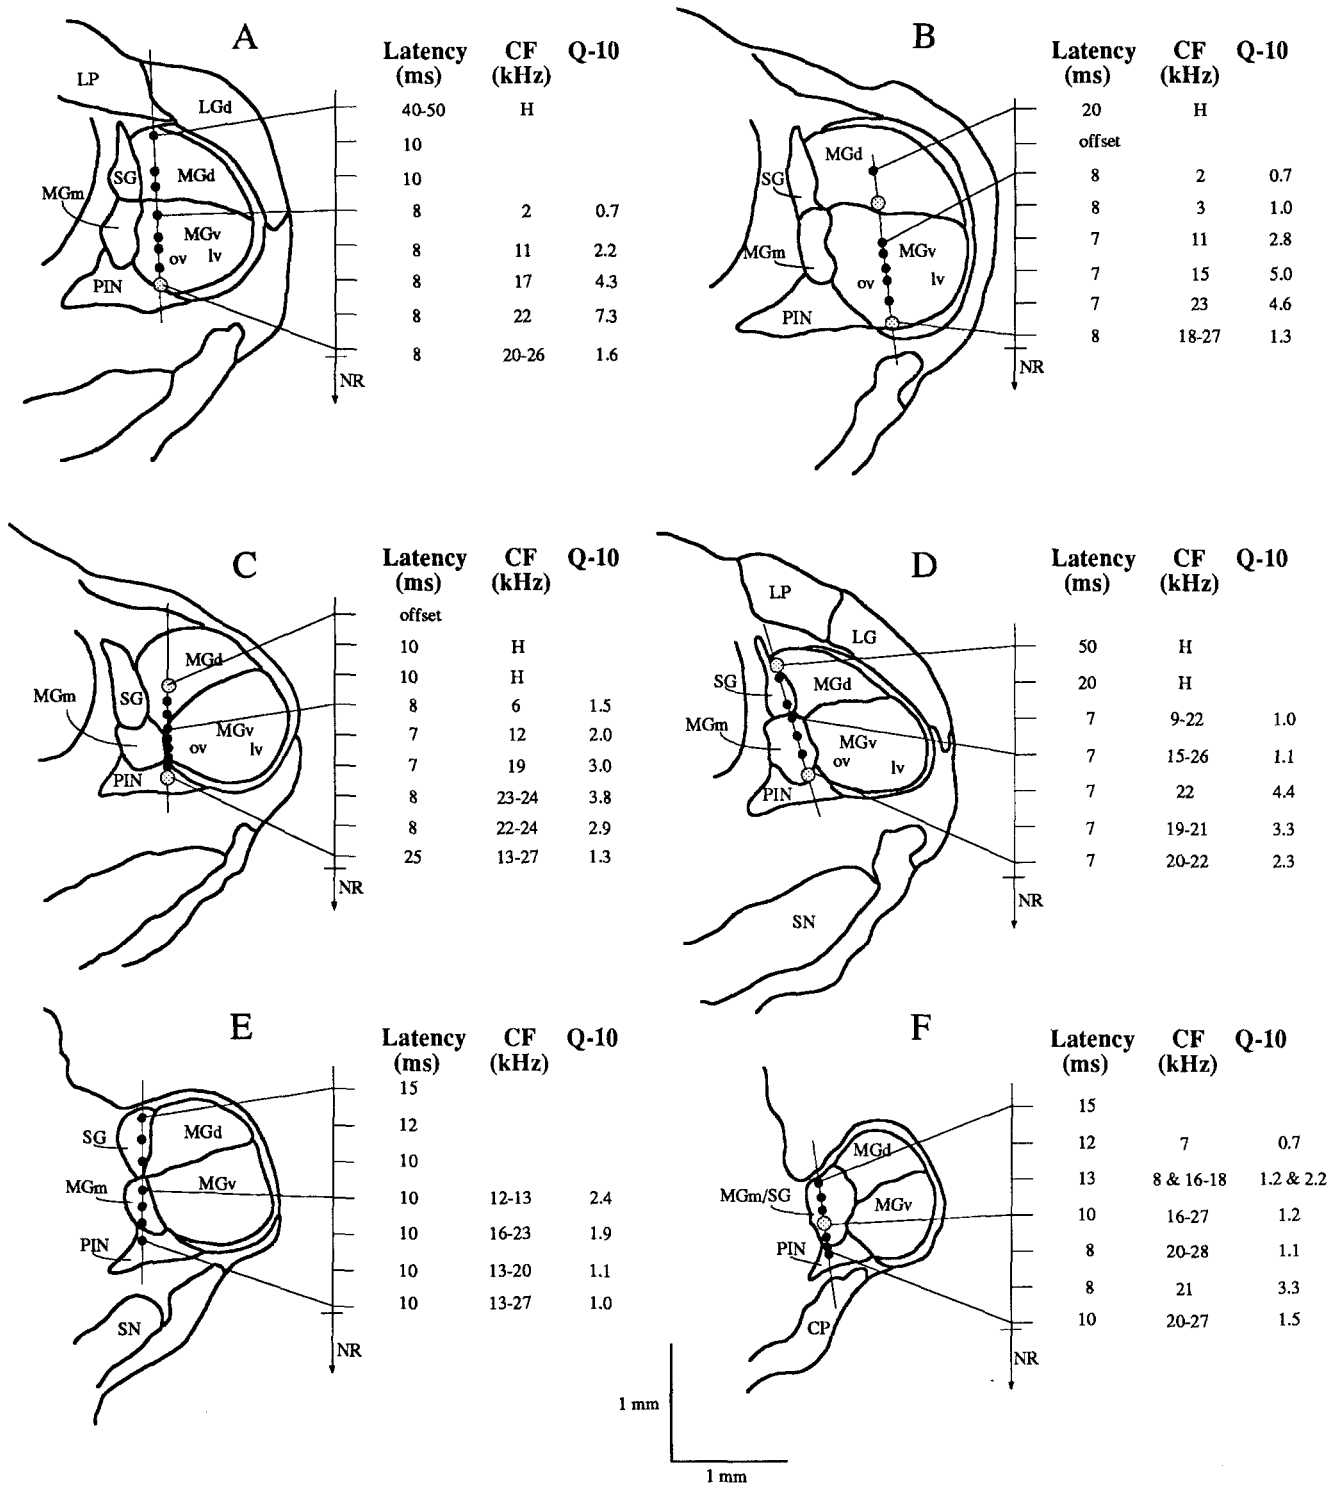 A
Latency CF Q-10
(ms) (kHz)
40-50 H
10
10
8 2 0.7
8 11 2.2
8 17 4.3
8 22 7.3
8 20-26 1.6
NR
LP
LGd
SG
MGd
MGm
MGv
ov lv
PIN
B
Latency CF Q-10
(ms) (kHz)
20 H
offset
8 2 0.7
8 3 1.0
7 11 2.8
7 15 5.0
7 23 4.6
8 18-27 1.3
NR
MGd
SG
MGm
MGv
ov lv
PIN
C
Latency CF Q-10
(ms) (kHz)
offset
10 H
10 H
8 6 1.5
7 12 2.0
7 19 3.0
8 23-24 3.8
8 22-24 2.9
25 13-27 1.3
NR
MGd
SG
MGm
MGv
ov lv
PIN
D
Latency CF Q-10
(ms) (kHz)
50 H
20 H
7 9-22 1.0
7 15-26 1.1
7 22 4.4
7 19-21 3.3
7 20-22 2.3
NR
LP
LG
SG
MGd
MGm
MGv
ov lv
PIN
SN
E
Latency CF Q-10
(ms) (kHz)
15
12
10
10 12-13 2.4
10 16-23 1.9
10 13-20 1.1
10 13-27 1.0
NR
SG
MGd
MGm
MGv
PIN
SN
F
Latency CF Q-10
(ms) (kHz)
15
12 7 0.7
13 8 & 16-18 1.2 & 2.2
10 16-27 1.2
8 20-28 1.1
8 21 3.3
10 20-27 1.5
NR
MGd
MGm/SG
MGv
PIN
CP
1 mm
1 mm